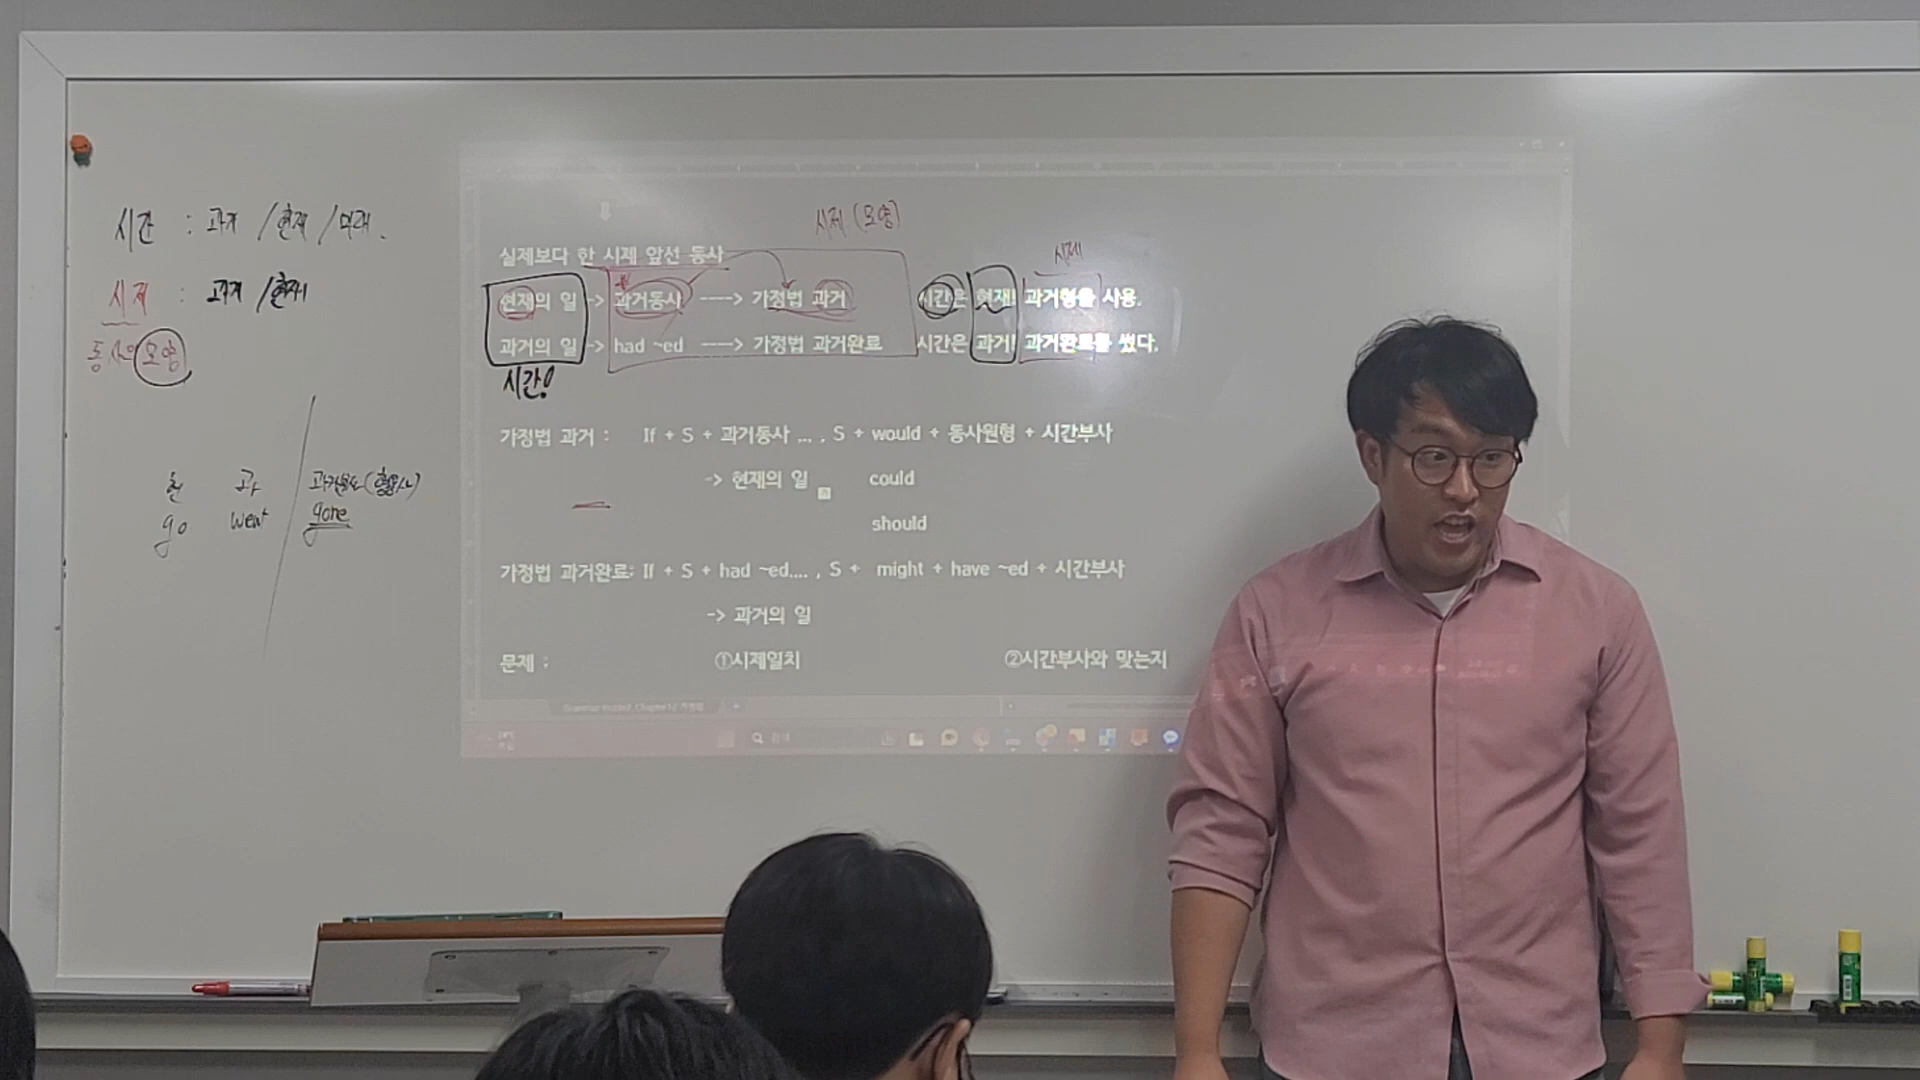 시간 : 과거 / 현재 / 미래.
시제 : 과거 / 현재
동사의 모양
현 과 과거분사(형용사)
go went gone
시제 (모양)
시제
실제보다 한 시제 앞선 동사
현재의 일 -> 과거동사 ----> 가정법 과거 시간은 현재! 과거형을 사용.
과거의 일 -> had ~ed ----> 가정법 과거완료 시간은 과거! 과거완료를 썼다.
시간!
가정법 과거 : If + S + 과거동사 ... , S + would + 동사원형 + 시간부사
-> 현재의 일 could
should
가정법 과거완료: If + S + had ~ed.... , S + might + have ~ed + 시간부사
-> 과거의 일
문제 ; ①시제일치 ②시간부사와 맞는지
검색